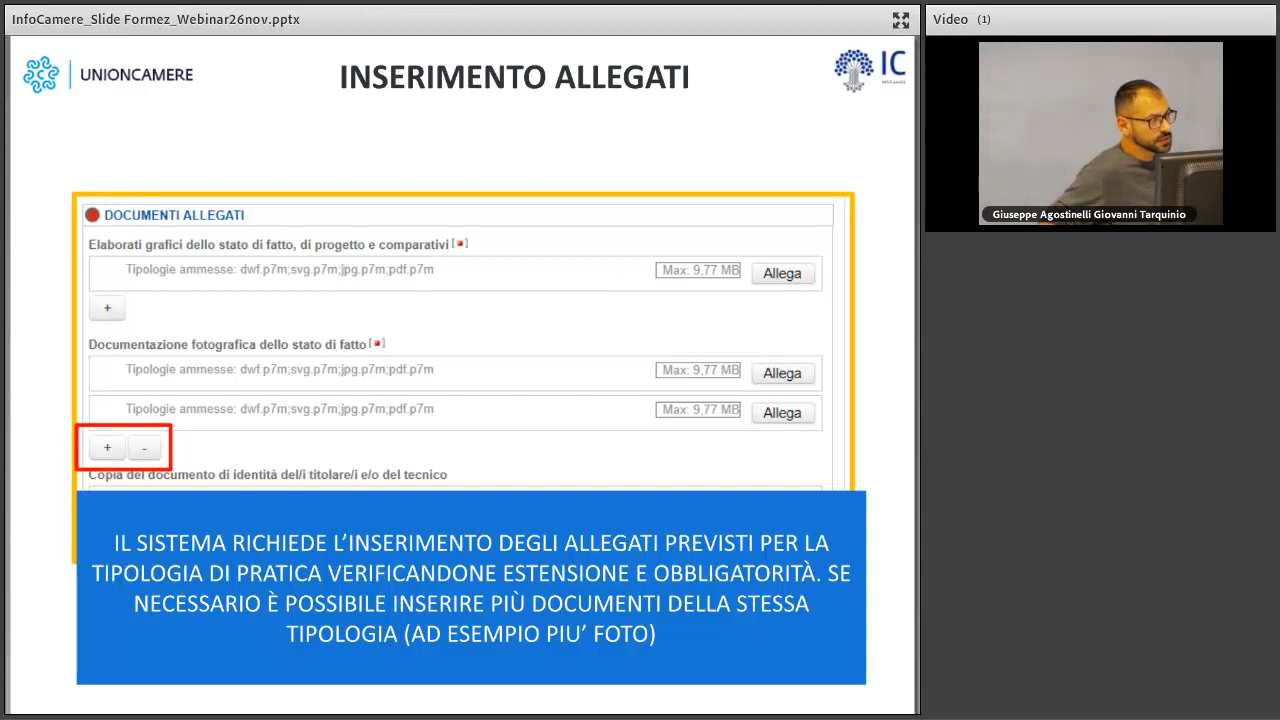 InfoCamere_Slide Formez_Webinar26nov.pptx
Video (1)
UNIONCAMERE
INSERIMENTO ALLEGATI
IC
Giuseppe Agostinelli Giovanni Tarquinio
DOCUMENTI ALLEGATI
Elaborati grafici dello stato di fatto, di progetto e comparativi
Tipologie ammesse: dwf.p7m;svg.p7m;jpg.p7m;pdf.p7m Max: 9,77 MB Allega
+
Documentazione fotografica dello stato di fatto
Tipologie ammesse: dwf.p7m;svg.p7m;jpg.p7m;pdf.p7m Max: 9,77 MB Allega
Tipologie ammesse: dwf.p7m;svg.p7m;jpg.p7m;pdf.p7m Max: 9,77 MB Allega
+ -
Copia del documento di identità del/i titolare/i e/o del tecnico
IL SISTEMA RICHIEDE L’INSERIMENTO DEGLI ALLEGATI PREVISTI PER LA
TIPOLOGIA DI PRATICA VERIFICANDONE ESTENSIONE E OBBLIGATORITÀ. SE
NECESSARIO È POSSIBILE INSERIRE PIÙ DOCUMENTI DELLA STESSA
TIPOLOGIA (AD ESEMPIO PIU’ FOTO)